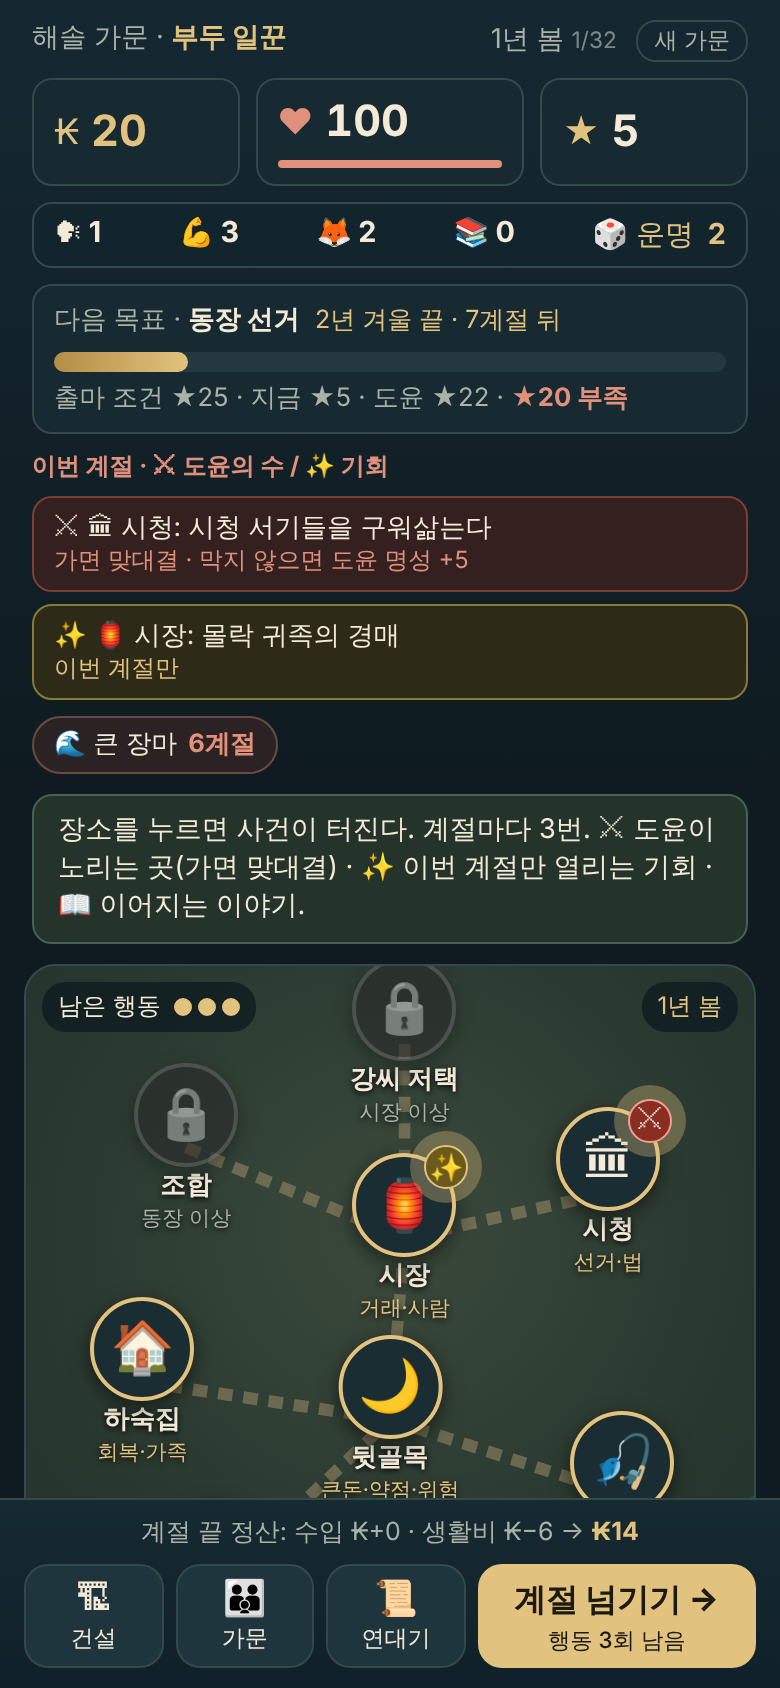 해솔 가문 · 부두 일꾼
1년 봄 1/32
새 가문
₭ 20
100
★ 5
1
3
2
0
운명 2
다음 목표 · 동장 선거 2년 겨울 끝 · 7계절 뒤
출마 조건 ★25 · 지금 ★5 · 도윤 ★22 · ★20 부족
이번 계절 · ⚔ 도윤의 수 / ✨ 기회
⚔ 🏛 시청: 시청 서기들을 구워삶는다
가면 맞대결 · 막지 않으면 도윤 명성 +5
✨ 🏮 시장: 몰락 귀족의 경매
이번 계절만
🌊 큰 장마 6계절
장소를 누르면 사건이 터진다. 계절마다 3번. ⚔ 도윤이
노리는 곳(가면 맞대결) · ✨ 이번 계절만 열리는 기회 ·
📖 이어지는 이야기.
남은 행동
1년 봄
강씨 저택
시장 이상
조합
동장 이상
시장
거래·사람
시청
선거·법
하숙집
회복·가족
뒷골목
큰돈·약점·위험
계절 끝 정산: 수입 ₭+0 · 생활비 ₭−6 → ₭14
건설
가문
연대기
계절 넘기기 →
행동 3회 남음